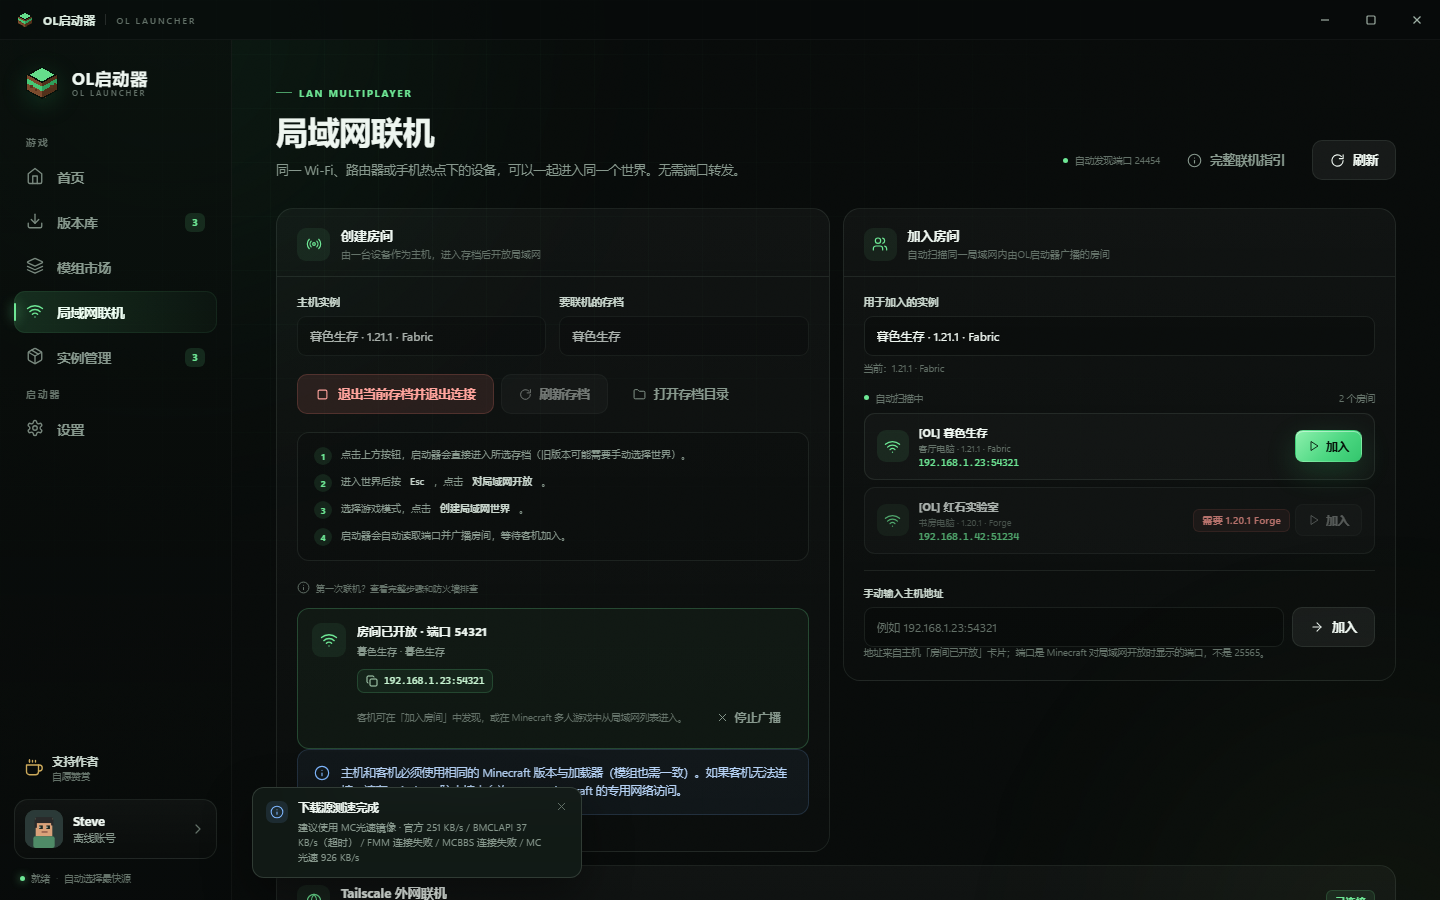 OL启动器 OL LAUNCHER
OL启动器
OL LAUNCHER
游戏
首页
版本库 3
模组市场
局域网联机
实例管理 3
启动器
设置
支持作者
自愿赞赏
Steve
离线账号
就绪 · 自动选择最快源
LAN MULTIPLAYER
局域网联机
同一 Wi-Fi、路由器或手机热点下的设备，可以一起进入同一个世界。无需端口转发。
自动发现端口 24454
完整联机指引
刷新
创建房间
由一台设备作为主机，进入存档后开放局域网
主机实例
要联机的存档
暮色生存 · 1.21.1 · Fabric
暮色生存
退出当前存档并退出连接
刷新存档
打开存档目录
1 点击上方按钮，启动器会直接进入所选存档（旧版本可能需要手动选择世界）。
2 进入世界后按 Esc ，点击 对局域网开放 。
3 选择游戏模式，点击 创建局域网世界 。
4 启动器会自动读取端口并广播房间，等待客机加入。
第一次联机？查看完整步骤和防火墙排查
房间已开放 · 端口 54321
暮色生存 · 暮色生存
192.168.1.23:54321
客机可在「加入房间」中发现，或在 Minecraft 多人游戏中从局域网列表进入。
停止广播
主机和客机必须使用相同的 Minecraft 版本与加载器（模组也需一致）。如果客机无法连
aft 的专用网络访问。
下载源测速完成
建议使用 MC光速镜像 · 官方 251 KB/s / BMCLAPI 37
KB/s（超时） / FMM 连接失败 / MCBBS 连接失败 / MC
光速 926 KB/s
加入房间
自动扫描同一局域网内由OL启动器广播的房间
用于加入的实例
暮色生存 · 1.21.1 · Fabric
当前：1.21.1 · Fabric
自动扫描中
2 个房间
[OL] 暮色生存
客厅电脑 · 1.21.1 · Fabric
192.168.1.23:54321
加入
[OL] 红石实验室
书房电脑 · 1.20.1 · Forge
192.168.1.42:51234
需要 1.20.1 Forge
加入
手动输入主机地址
例如 192.168.1.23:54321
加入
地址来自主机「房间已开放」卡片；端口是 Minecraft 对局域网开放时显示的端口，不是 25565。
Tailscale 外网联机
已连接